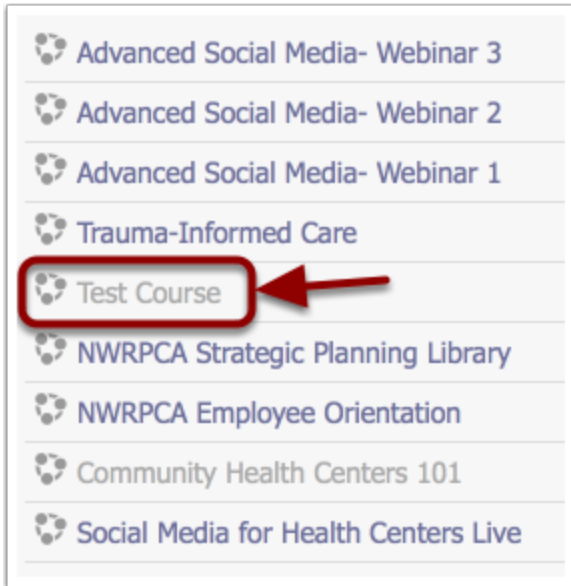 Advanced Social Media- Webinar 3
Advanced Social Media- Webinar 2
Advanced Social Media- Webinar 1
Trauma-Informed Care
Test Course
NWRPCA Strategic Planning Library
NWRPCA Employee Orientation
Community Health Centers 101
Social Media for Health Centers Live